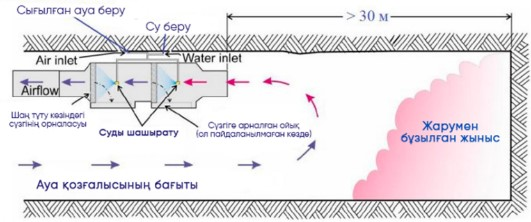 Сығылған ауа беру
Су беру
> 30 м
Air inlet
Water inlet
Airflow
Шаң тұту кезіндегі
сүзгінің орналасуы
Суды шашырату
Сүзгіге арналған ойық
(ол пайдаланылмаған кезде)
Жарумен
бұзылған жыныс
Ауа қозғалысының бағыты